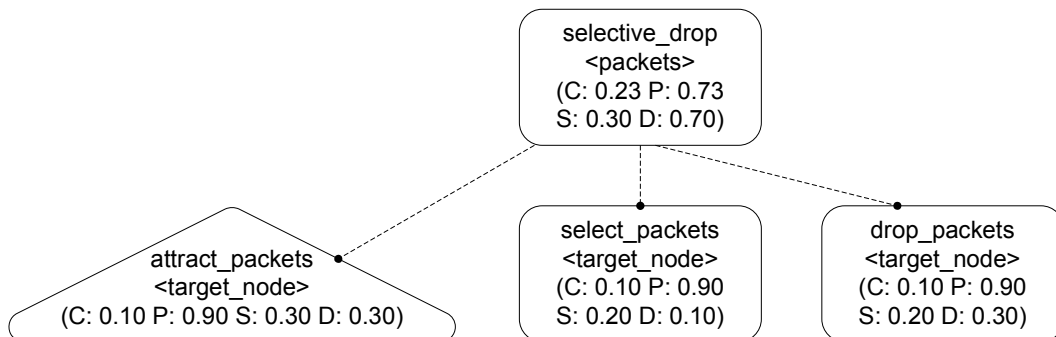 selective_drop
<packets>
(C: 0.23 P: 0.73
S: 0.30 D: 0.70)
attract_packets
<target_node>
(C: 0.10 P: 0.90 S: 0.30 D: 0.30)
select_packets
<target_node>
(C: 0.10 P: 0.90
S: 0.20 D: 0.10)
drop_packets
<target_node>
(C: 0.10 P: 0.90
S: 0.20 D: 0.30)